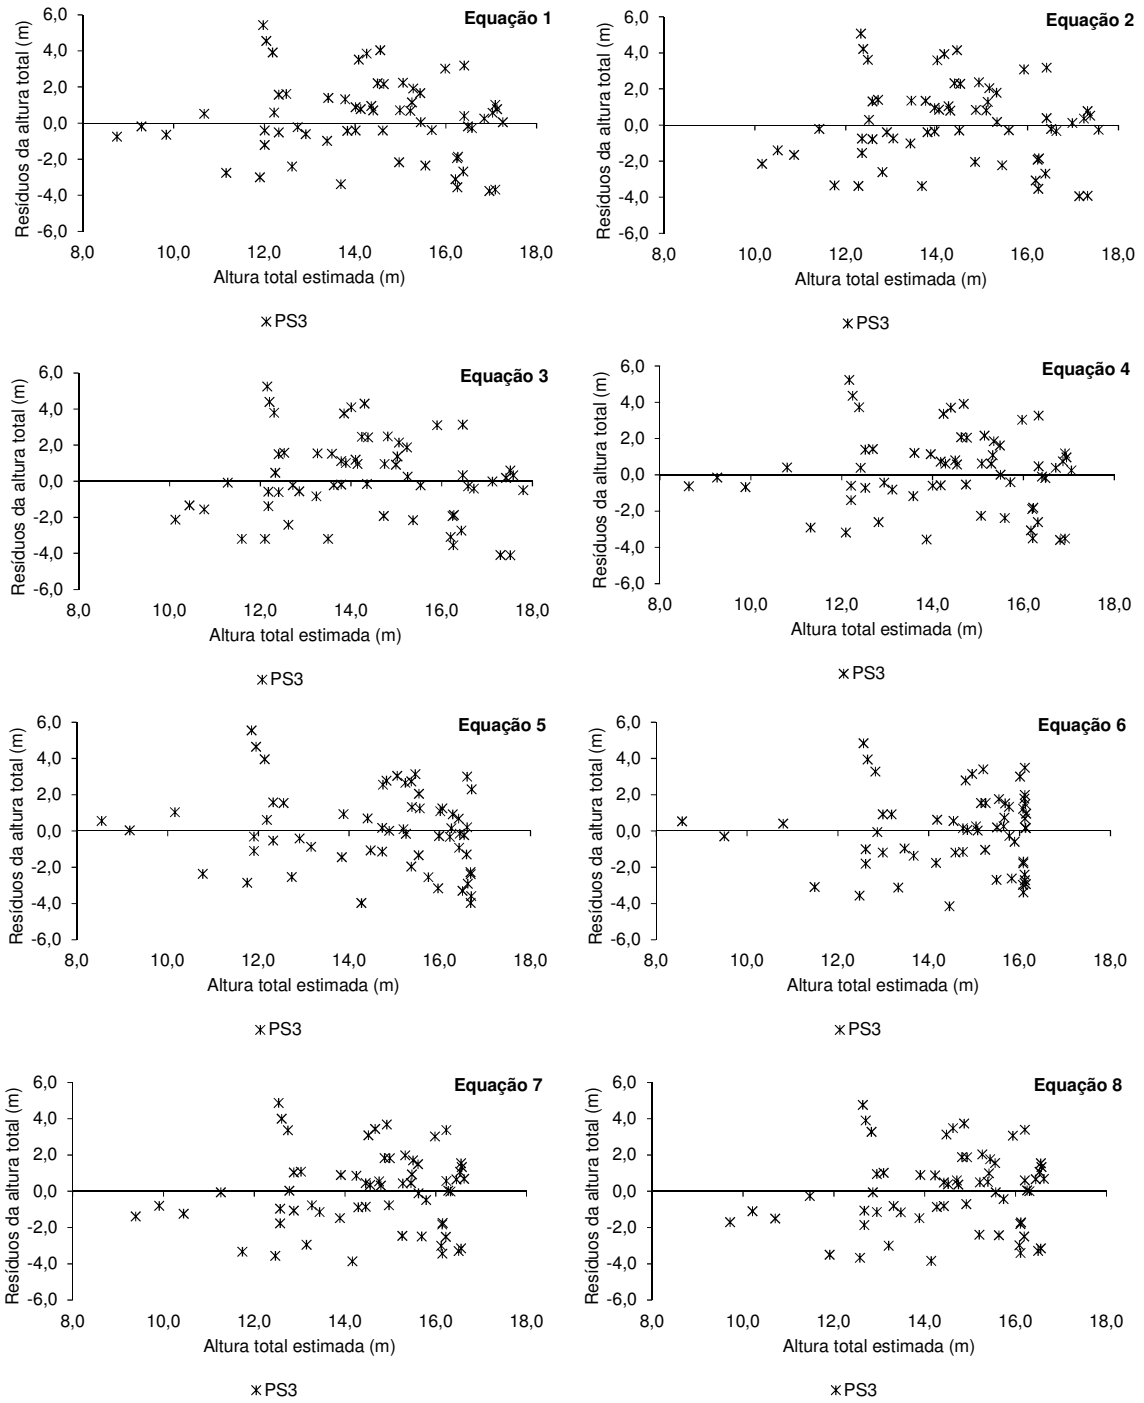 Equação 1
Resíduos da altura total (m)
6,0
4,0
2,0
0,0
-2,0
-4,0
-6,0
8,0 10,0 12,0 14,0 16,0 18,0
Altura total estimada (m)
PS3
Equação 2
Resíduos da altura total (m)
6,0
4,0
2,0
0,0
-2,0
-4,0
-6,0
8,0 10,0 12,0 14,0 16,0 18,0
Altura total estimada (m)
PS3
Equação 3
Resíduos da altura total (m)
6,0
4,0
2,0
0,0
-2,0
-4,0
-6,0
8,0 10,0 12,0 14,0 16,0 18,0
Altura total estimada (m)
PS3
Equação 4
Resíduos da altura total (m)
6,0
4,0
2,0
0,0
-2,0
-4,0
-6,0
8,0 10,0 12,0 14,0 16,0 18,0
Altura total estimada (m)
PS3
Equação 5
Resíduos da altura total (m)
6,0
4,0
2,0
0,0
-2,0
-4,0
-6,0
8,0 10,0 12,0 14,0 16,0 18,0
Altura total estimada (m)
PS3
Equação 6
Resíduos da altura total (m)
6,0
4,0
2,0
0,0
-2,0
-4,0
-6,0
8,0 10,0 12,0 14,0 16,0 18,0
Altura total estimada (m)
PS3
Equação 7
Resíduos da altura total (m)
6,0
4,0
2,0
0,0
-2,0
-4,0
-6,0
8,0 10,0 12,0 14,0 16,0 18,0
Altura total estimada (m)
PS3
Equação 8
Resíduos da altura total (m)
6,0
4,0
2,0
0,0
-2,0
-4,0
-6,0
8,0 10,0 12,0 14,0 16,0 18,0
Altura total estimada (m)
PS3